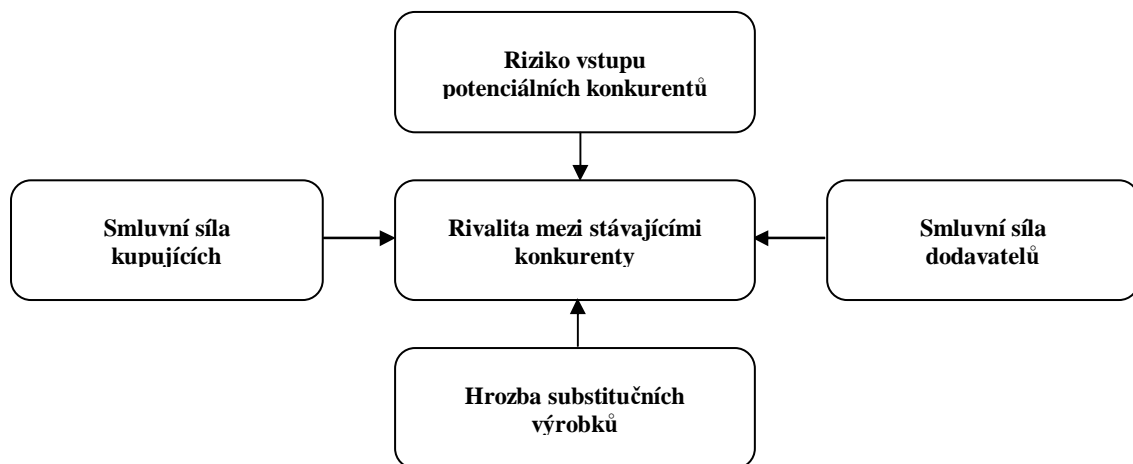 Riziko vstupu
potenciálních konkurentů
Smluvní síla
kupujících
Rivalita mezi stávajícími
konkurenty
Smluvní síla
dodavatelů
Hrozba substitučních
výrobků